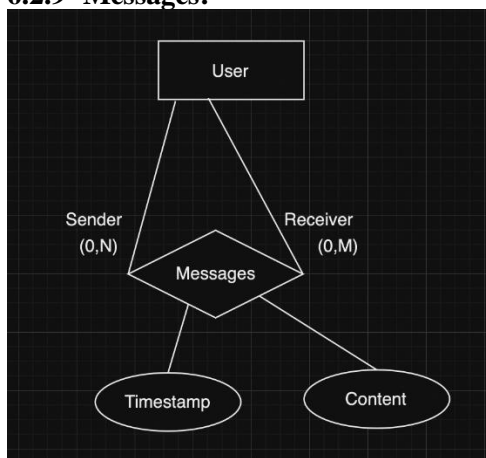 6.2.9 Messages:
User
Sender
(0,N)
Receiver
(0,M)
Messages
Timestamp
Content